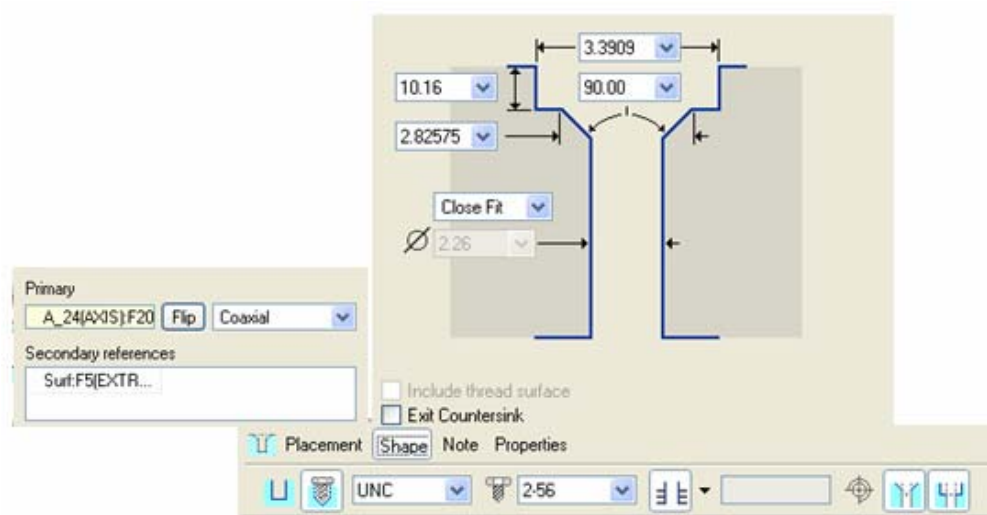 3.3909
10.16
90.00
2.82575
Close Fit
Ø 2.26
Primary
A_24(AXIS):F20 Flip Coaxial
Secondary references
Surf:F5(EXTR...
Include thread surface
Exit Countersink
Placement Shape Note Properties
UNC 2-56